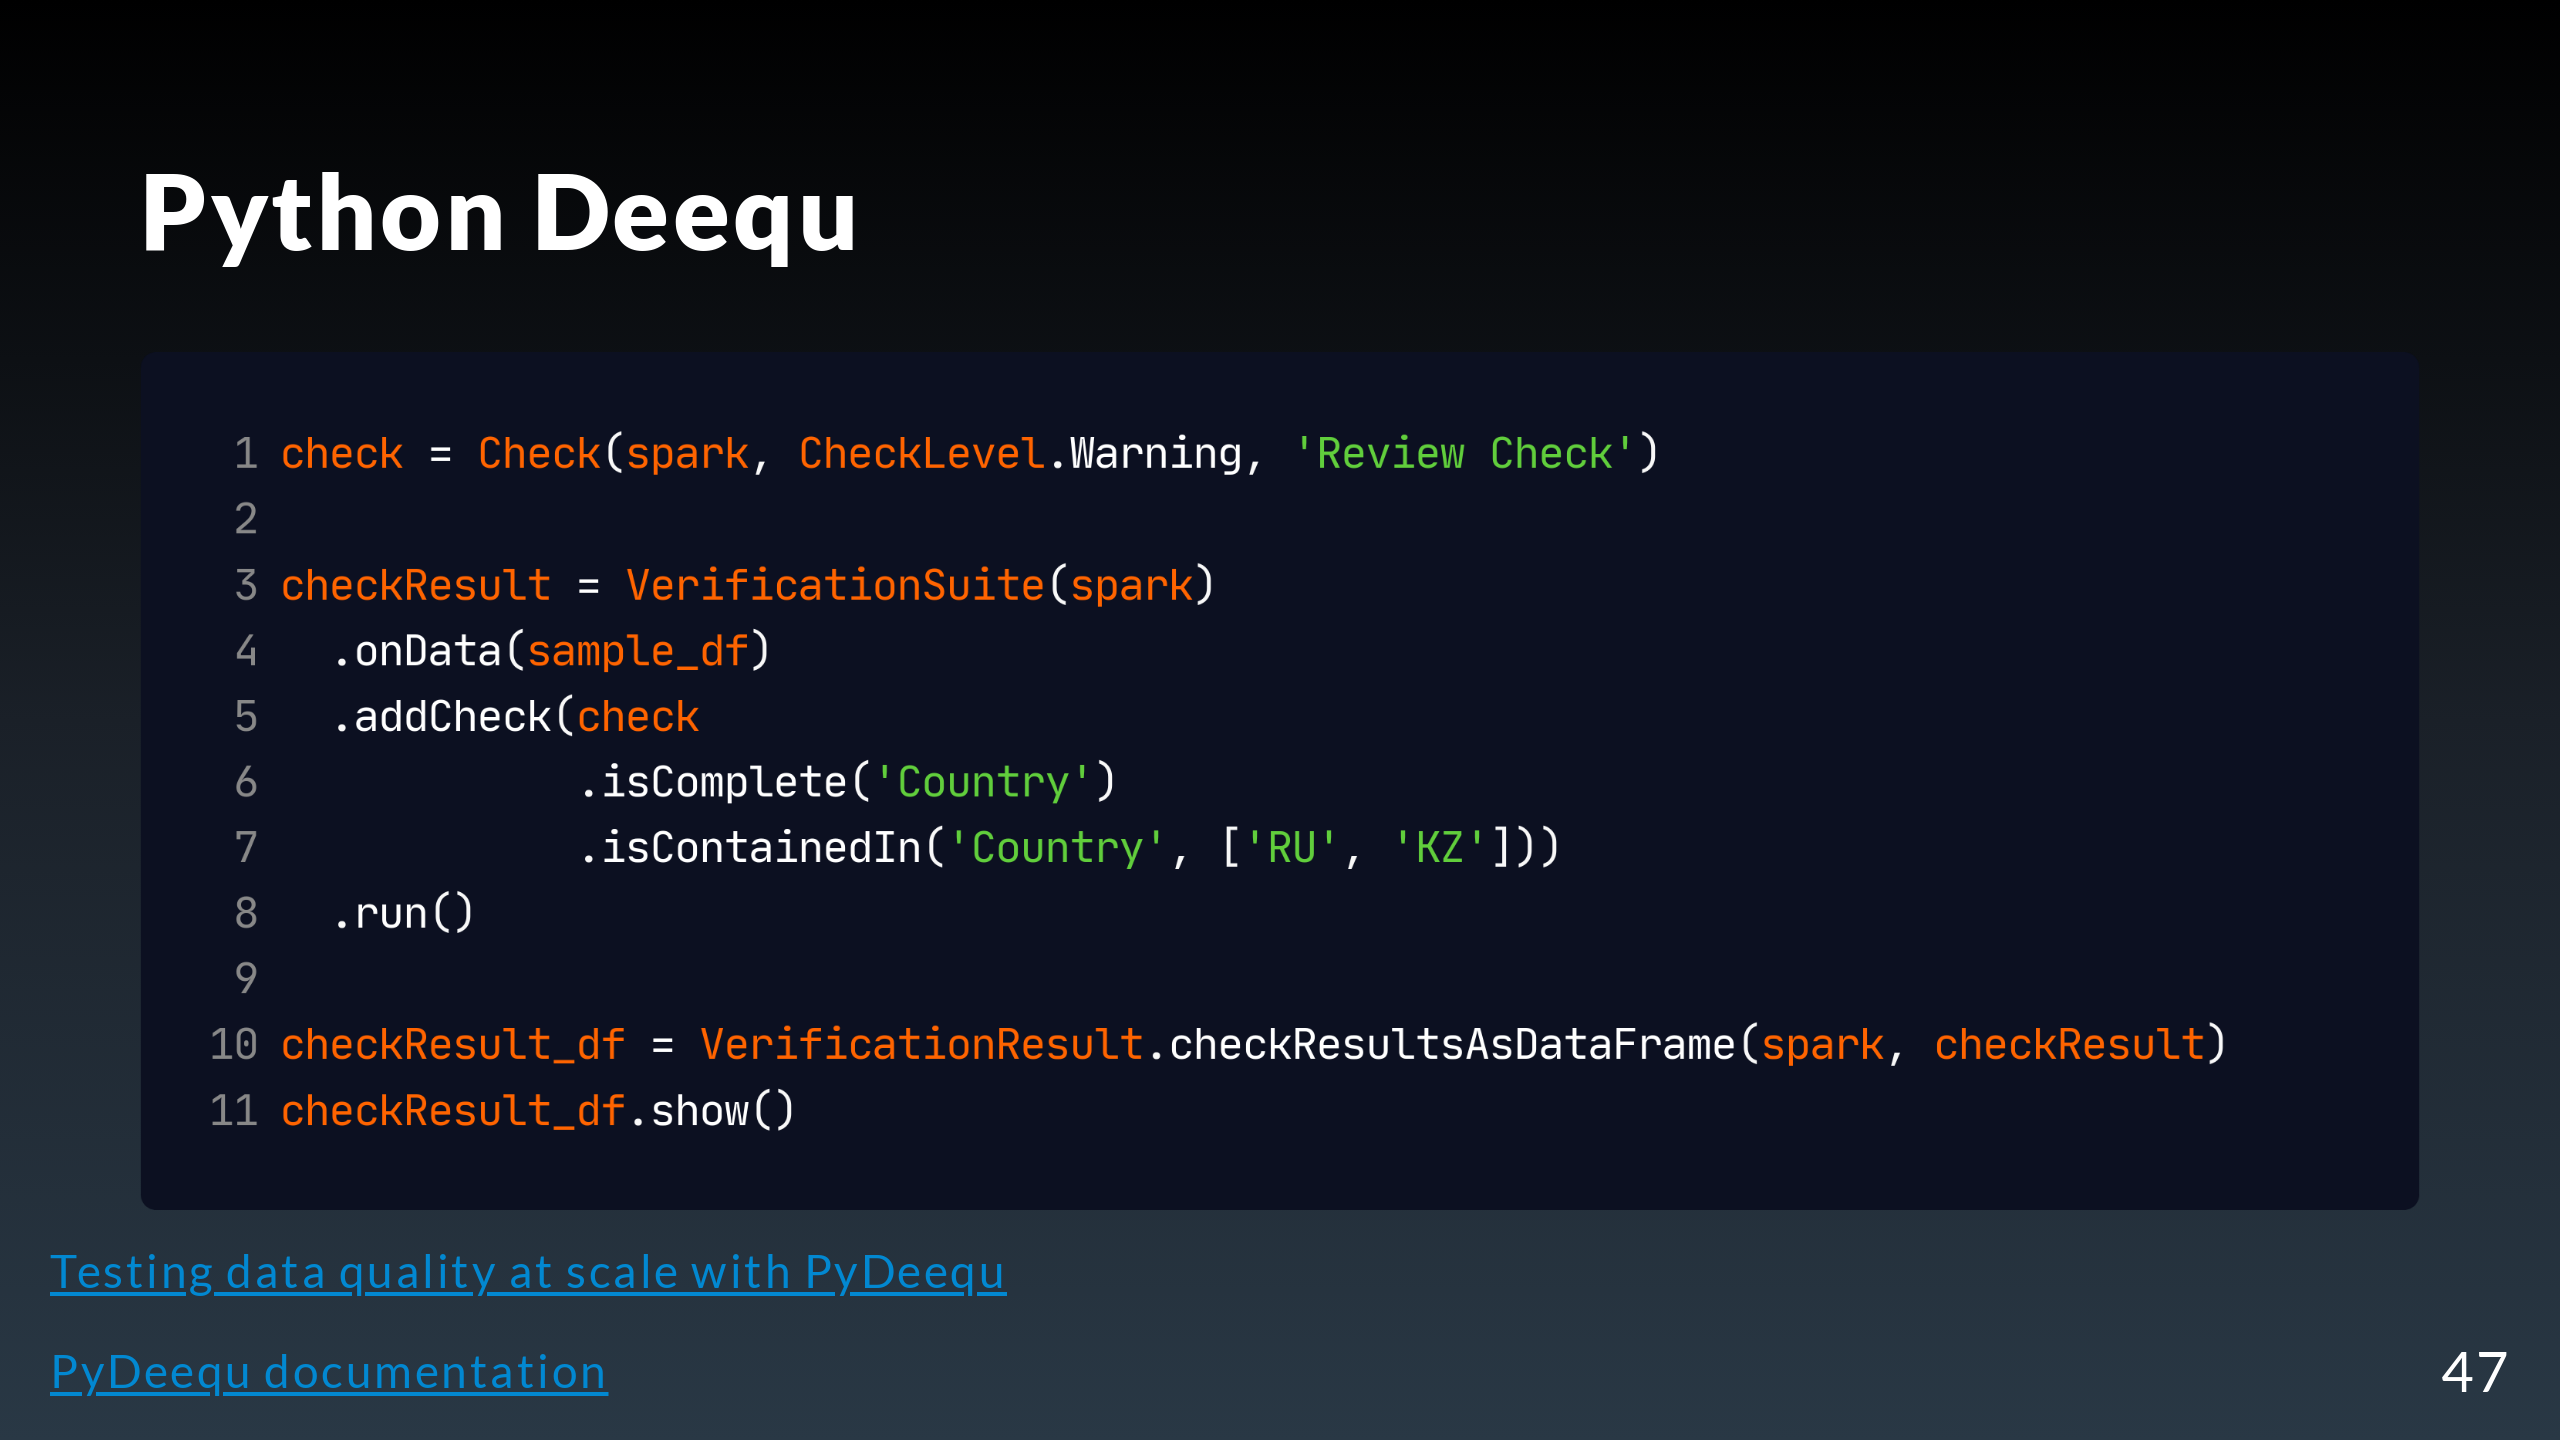 Python Deequ
1 check = Check(spark, CheckLevel.Warning, 'Review Check')
2
3 checkResult = VerificationSuite(spark)
4   .onData(sample_df)
5   .addCheck(check
6             .isComplete('Country')
7             .isContainedIn('Country', ['RU', 'KZ']))
8   .run()
9
10 checkResult_df = VerificationResult.checkResultsAsDataFrame(spark, checkResult)
11 checkResult_df.show()
Testing data quality at scale with PyDeequ
PyDeequ documentation
47